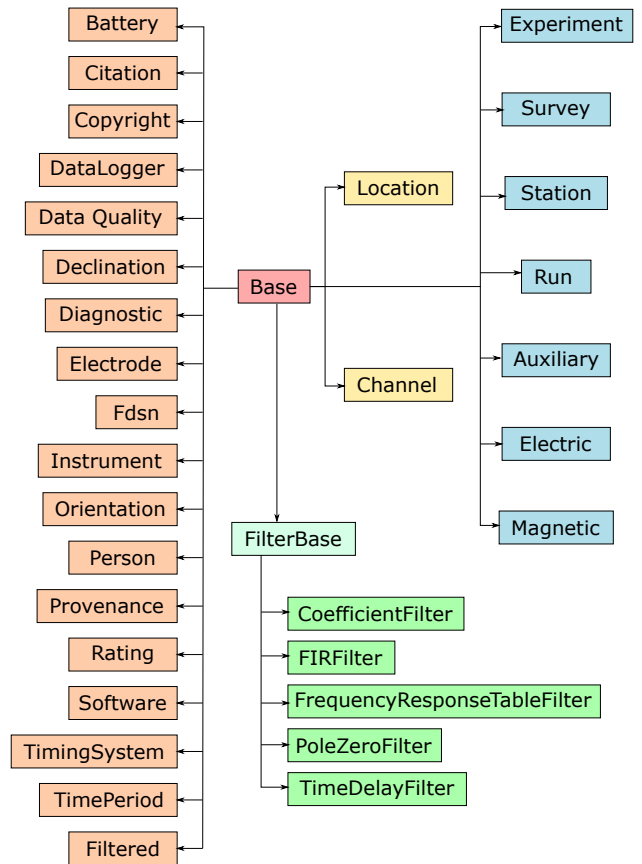 Battery
Citation
Copyright
DataLogger
Data Quality
Declination
Diagnostic
Electrode
Fdsn
Instrument
Orientation
Person
Provenance
Rating
Software
TimingSystem
TimePeriod
Filtered
Base
Location
Channel
FilterBase
CoefficientFilter
FIRFilter
FrequencyResponseTableFilter
PoleZeroFilter
TimeDelayFilter
Experiment
Survey
Station
Run
Auxiliary
Electric
Magnetic